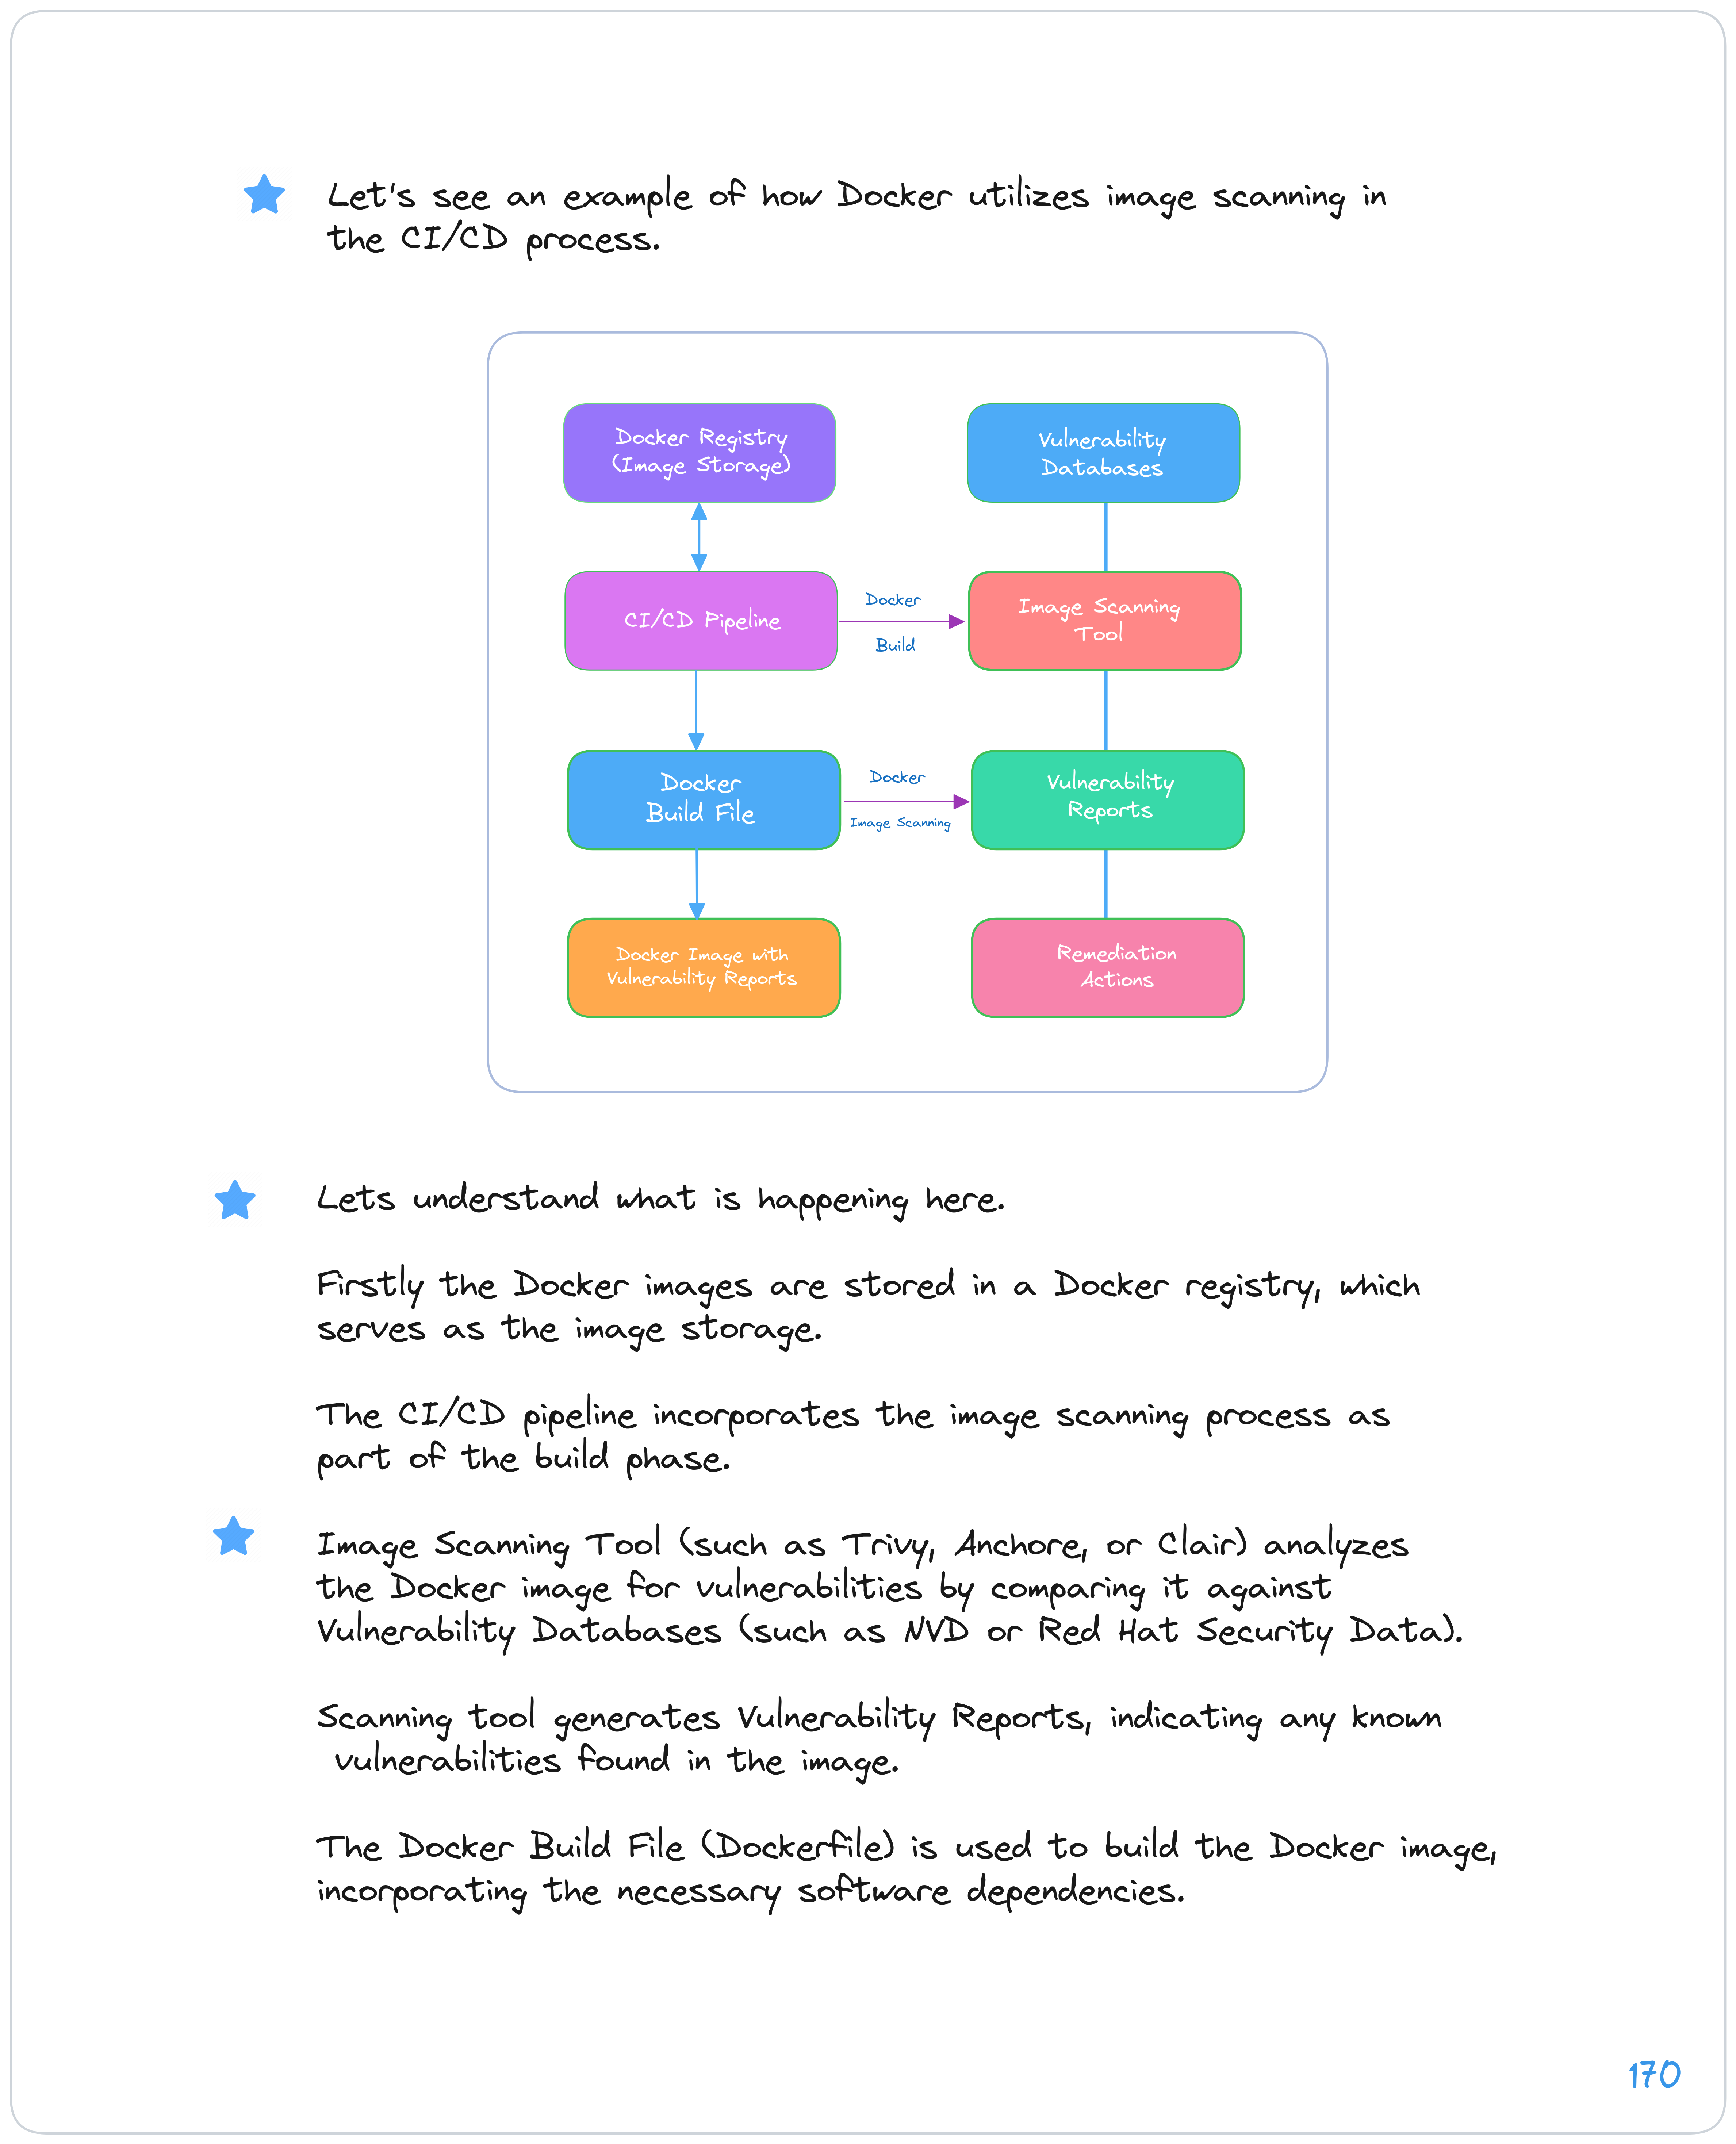 Let's see an example of how Docker utilizes image scanning in
the CI/CD process.
Docker Registry
(Image Storage)
Vulnerability
Databases
CI/CD Pipeline
Docker
Build
Image Scanning
Tool
Docker
Build File
Docker
Image Scanning
Vulnerability
Reports
Docker Image with
Vulnerability Reports
Remediation
Actions
Lets understand what is happening here.
Firstly the Docker images are stored in a Docker registry, which
serves as the image storage.
The CI/CD pipeline incorporates the image scanning process as
part of the build phase.
Image Scanning Tool (such as Trivy, Anchore, or Clair) analyzes
the Docker image for vulnerabilities by comparing it against
Vulnerability Databases (such as NVD or Red Hat Security Data).
Scanning tool generates Vulnerability Reports, indicating any known
vulnerabilities found in the image.
The Docker Build File (Dockerfile) is used to build the Docker image,
incorporating the necessary software dependencies.
170